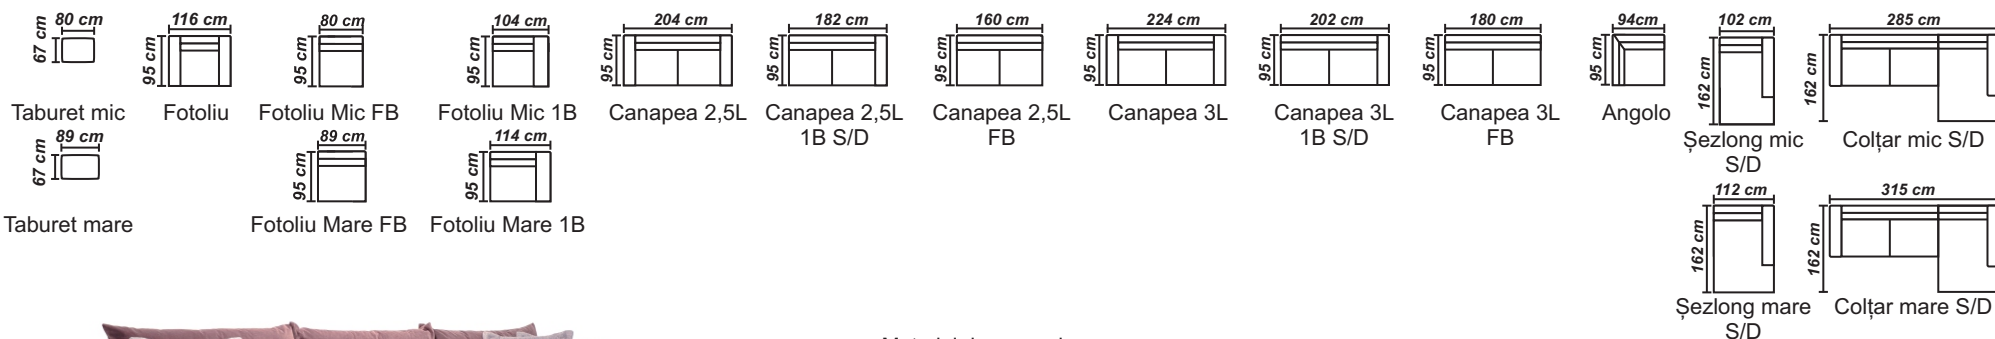 80 cm
67 cm
Taburet mic
116 cm
95 cm
Fotoliu
80 cm
95 cm
Fotoliu Mic FB
104 cm
95 cm
Fotoliu Mic 1B
204 cm
95 cm
Canapea 2,5L
182 cm
95 cm
Canapea 2,5L
1B S/D
160 cm
95 cm
Canapea 2,5L
FB
224 cm
95 cm
Canapea 3L
202 cm
95 cm
Canapea 3L
1B S/D
180 cm
95 cm
Canapea 3L
FB
94cm
95 cm
Angolo
102 cm
162 cm
Șezlong mic
S/D
285 cm
162 cm
Colțar mic S/D
89 cm
67 cm
Taburet mare
89 cm
95 cm
Fotoliu Mare FB
114 cm
95 cm
Fotoliu Mare 1B
112 cm
162 cm
Șezlong mare
S/D
315 cm
162 cm
Colțar mare S/D